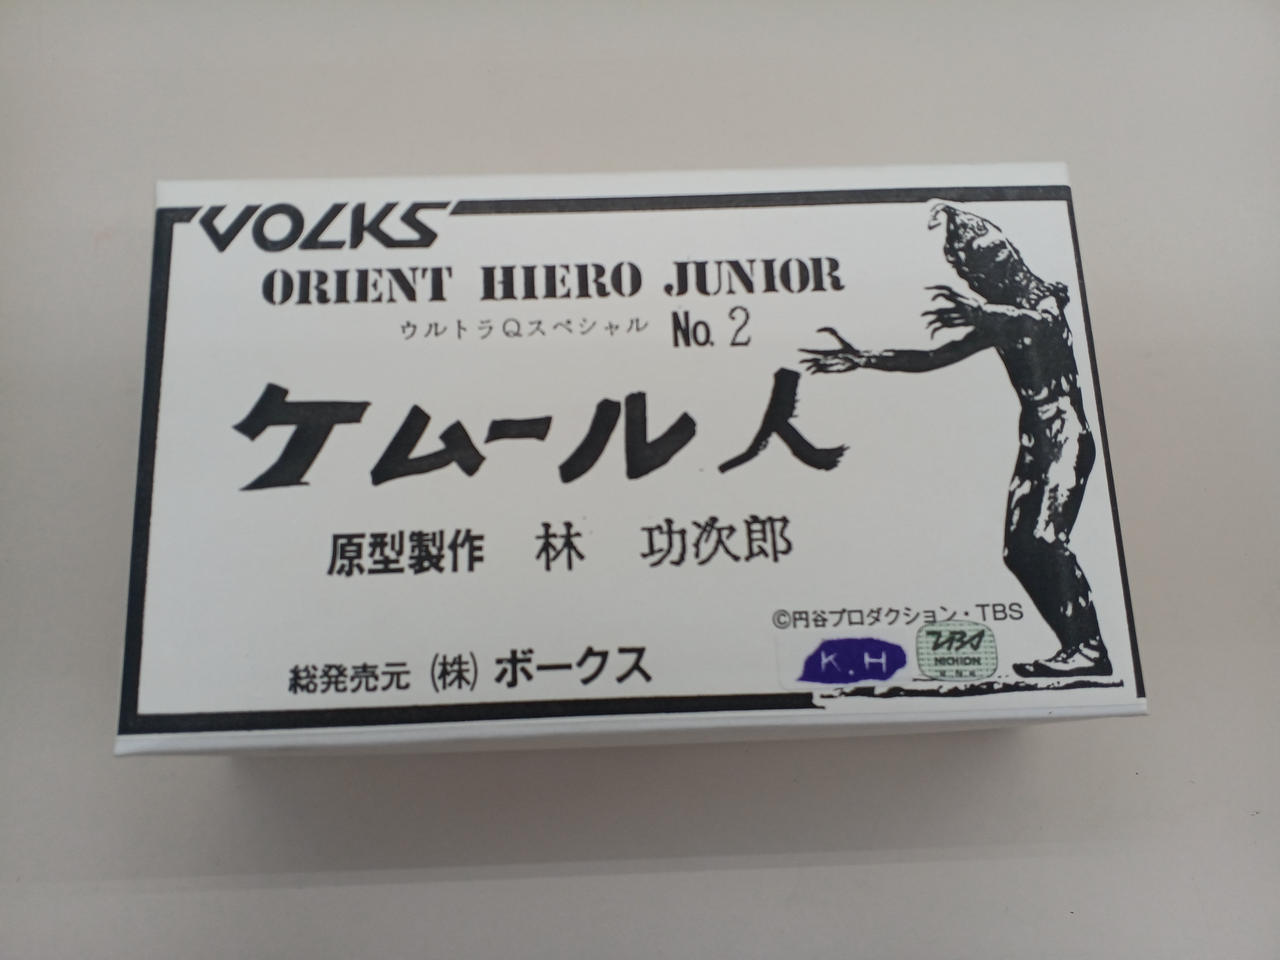 VOLKS
ORIENT HIERO JUNIOR
ウルトラQスペシャル No.2
ケムール人
原型製作 林 功次郎
©円谷プロダクション・TBS
K.H
TBS
NICHION
総発売元 (株) ボークス